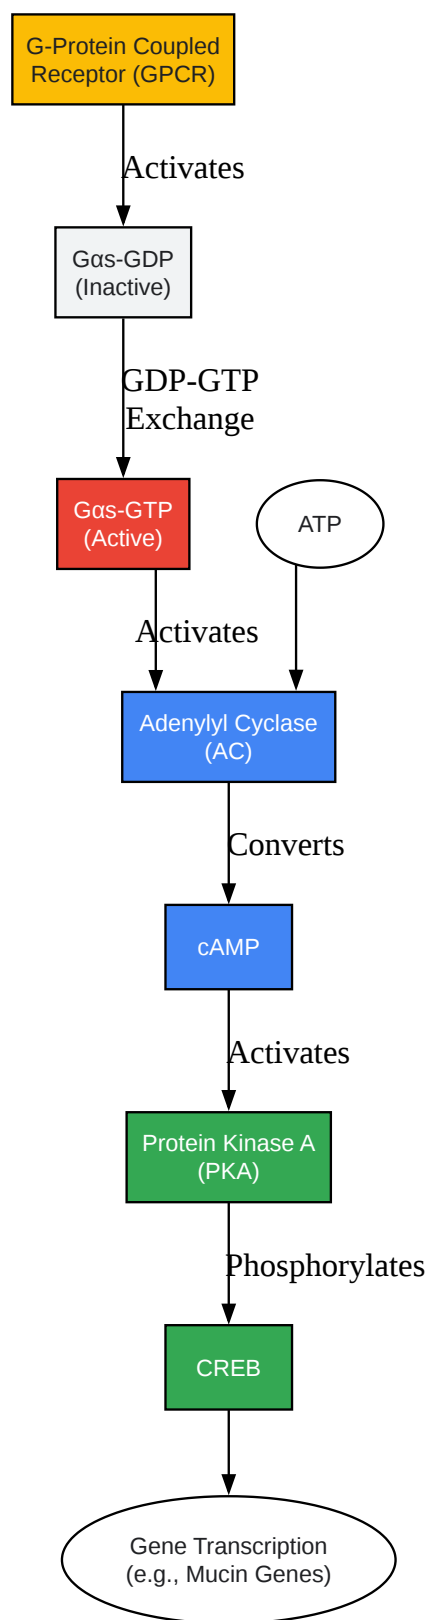 G-Protein Coupled
Receptor (GPCR)
Activates
Gαs-GDP
(Inactive)
GDP-GTP
Exchange
Gαs-GTP
(Active)
ATP
Activates
Adenylyl Cyclase
(AC)
Converts
cAMP
Activates
Protein Kinase A
(PKA)
Phosphorylates
CREB
Gene Transcription
(e.g., Mucin Genes)